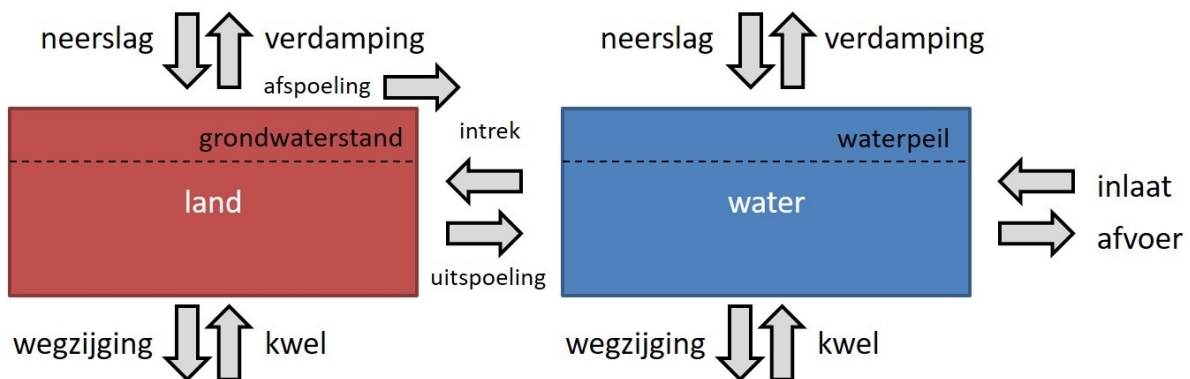 neerslag verdamping
afspoeling
grondwaterstand
land
wegzijging kwel
intrek
uitspoeling
neerslag verdamping
waterpeil
water
wegzijging kwel
inlaat
afvoer